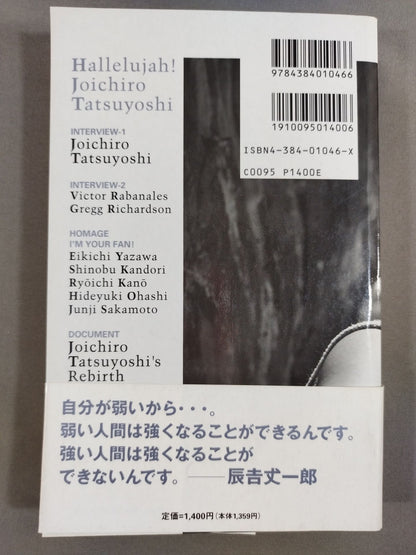 Hallelujah!
Joichiro
Tatsuyoshi
INTERVIEW-1
Joichiro
Tatsuyoshi
INTERVIEW-2
Victor Rabanales
Gregg Richardson
HOMAGE
I'M YOUR FAN!
Eikichi Yazawa
Shinobu Kandori
Ryōichi Kanō
Hideyuki Ohashi
Junji Sakamoto
DOCUMENT
Joichiro
Tatsuyoshi's
Rebirth
9784384010466
1910095014006
ISBN4-384-01046-X
C0095 P1400E
自分が弱いから・・・。
弱い人間は強くなることができるんです。
強い人間は強くなることが
できないんです。――辰吉丈一郎
定価=1,400円(本体1,359円)